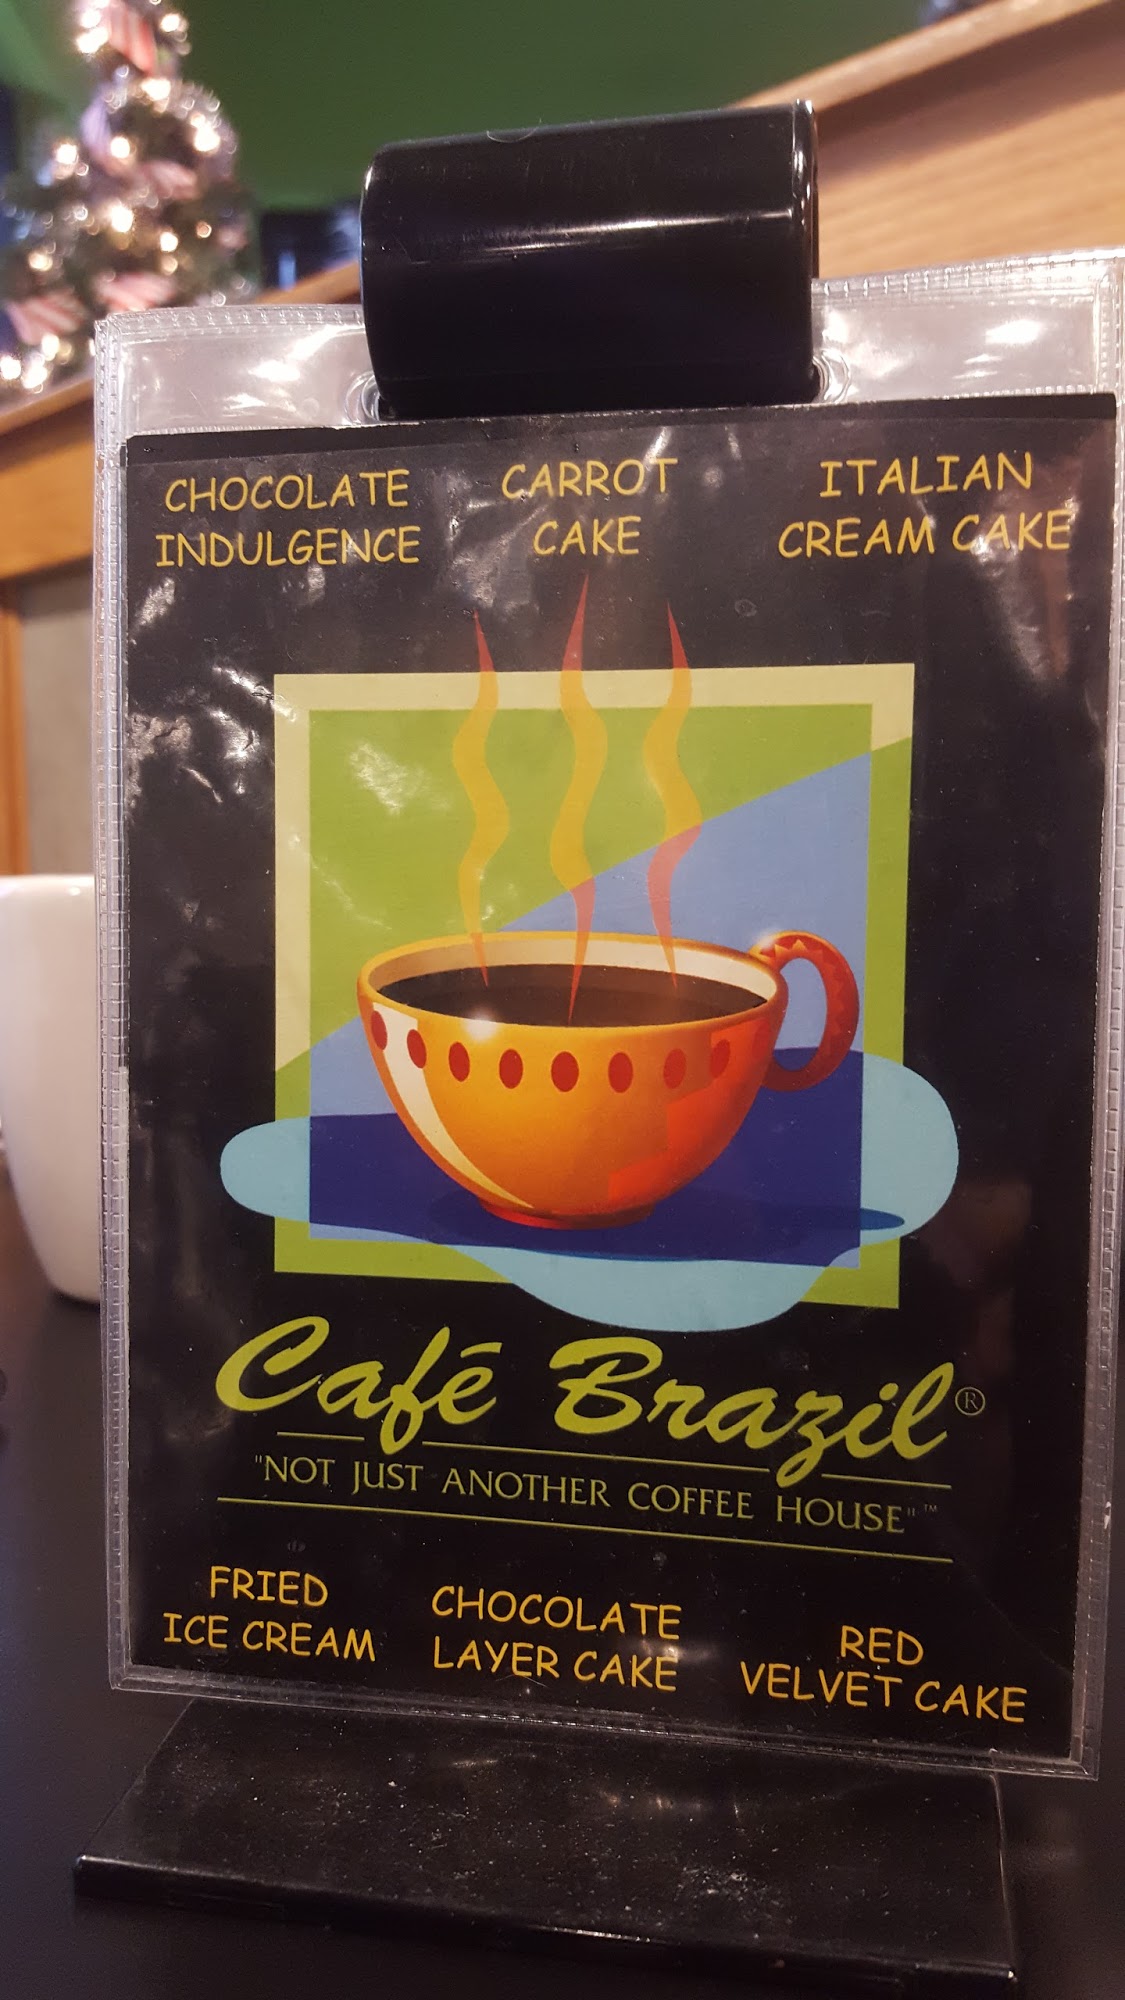 CHOCOLATE
INDULGENCE
CARROT
CAKE
ITALIAN
CREAM CAKE
Café Brazil®
"NOT JUST ANOTHER COFFEE HOUSE"™
FRIED
ICE CREAM
CHOCOLATE
LAYER CAKE
RED
VELVET CAKE